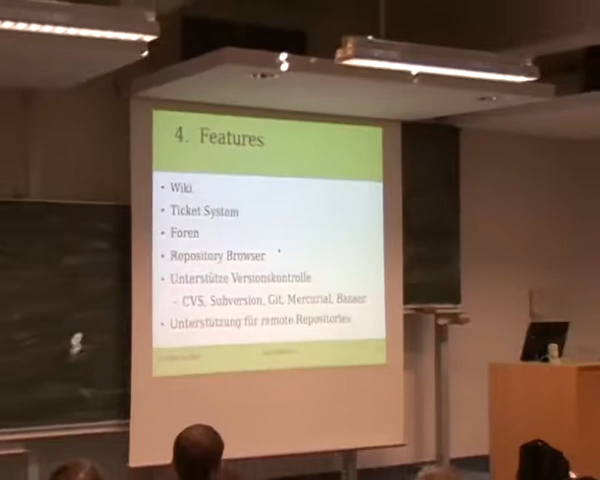 4. Features
• Wiki
• Ticket System
• Foren
• Repository Browser
• Unterstütze Versionskontrolle
– CVS, Subversion, Git, Mercurial, Bazaar
• Unterstützung für remote Repositories